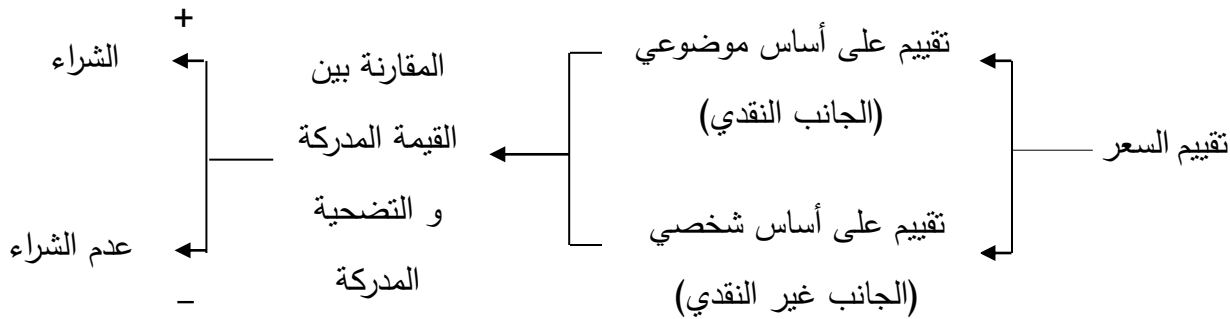 تقييم السعر
تقييم على أساس موضوعي
(الجانب النقدي)
تقييم على أساس شخصي
(الجانب غير النقدي)
المقارنة بين
القيمة المدركة
و التضحية
المدركة
+
الشراء
عدم الشراء
–